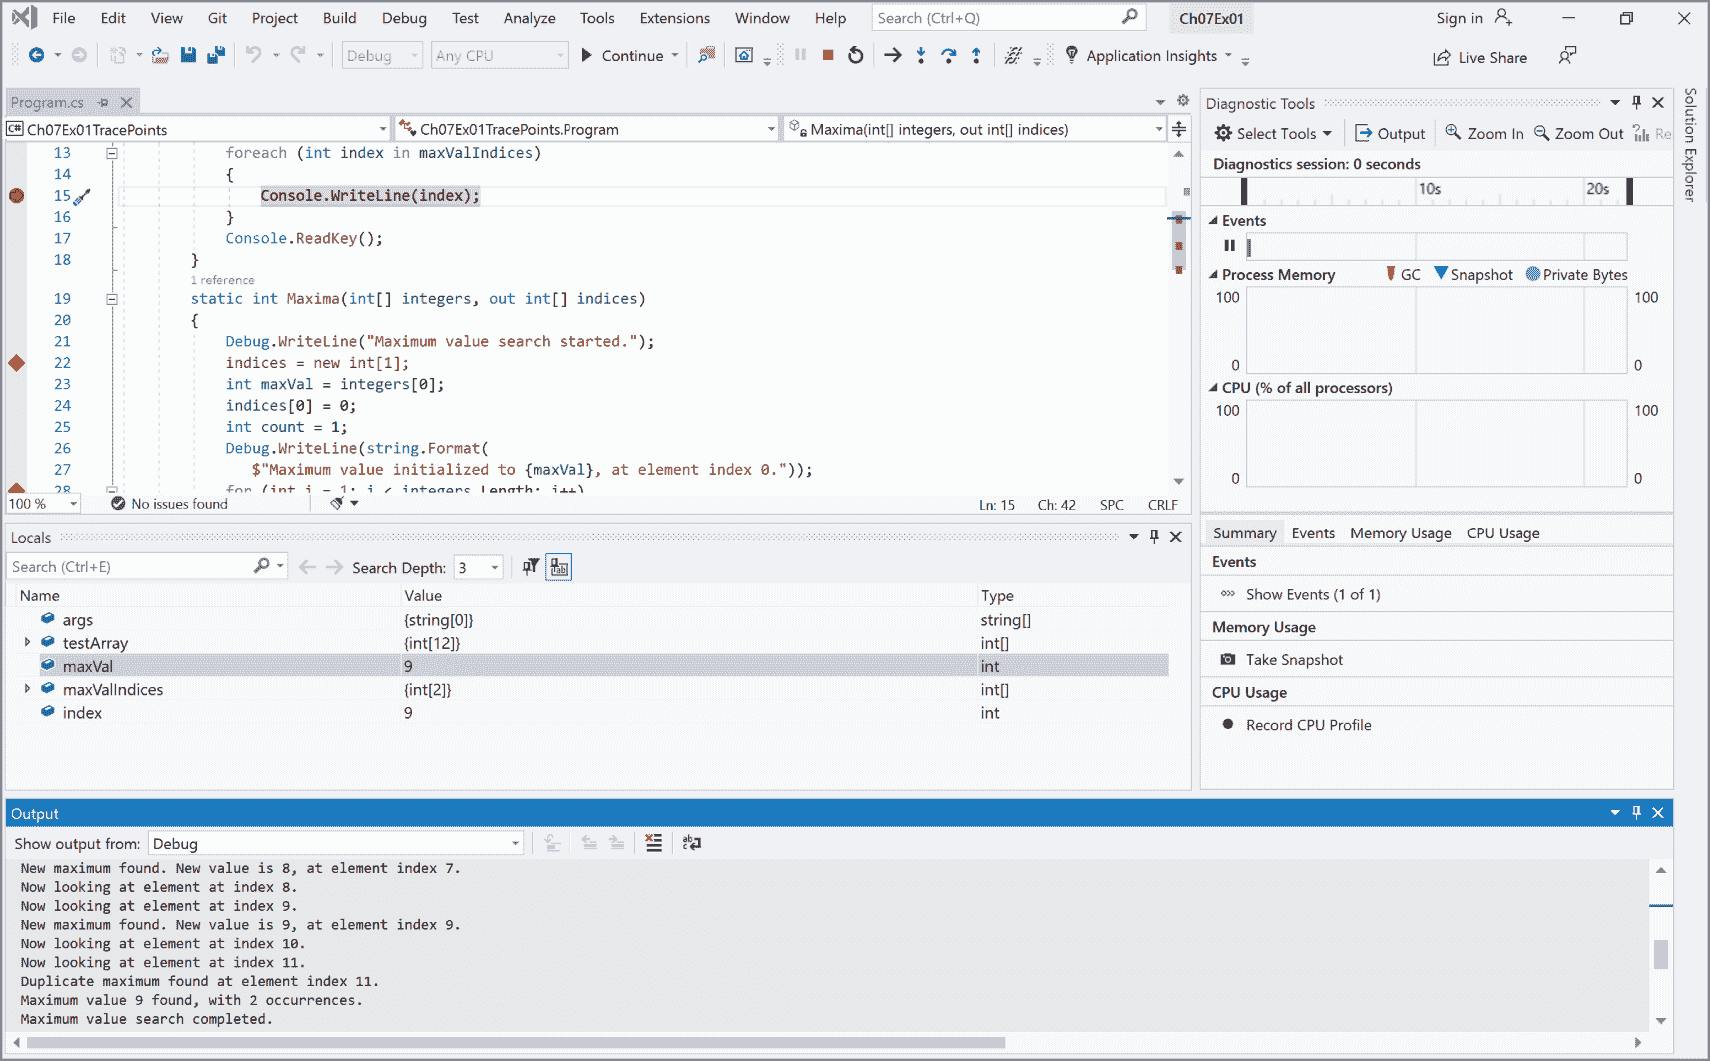 File Edit View Git Project Build Debug Test Analyze Tools Extensions Window Help Search (Ctrl+Q) Ch07Ex01 Sign in
Debug Any CPU Continue Application Insights Live Share
Program.cs
Ch07Ex01TracePoints Ch07Ex01TracePoints.Program Maxima(int[] integers, out int[] indices)
13 foreach (int index in maxValIndices)
14 {
15 Console.WriteLine(index);
16 }
17 Console.ReadKey();
18 }
1 reference
19 static int Maxima(int[] integers, out int[] indices)
20 {
21 Debug.WriteLine("Maximum value search started.");
22 indices = new int[1];
23 int maxVal = integers[0];
24 indices[0] = 0;
25 int count = 1;
26 Debug.WriteLine(string.Format(
27 $"Maximum value initialized to {maxVal}, at element index 0."));
28 for (int i = 1; i < integers.Length; i++)
100 % No issues found Ln: 15 Ch: 42 SPC CRLF
Locals
Search (Ctrl+E) Search Depth: 3
Name Value Type
args {string[0]} string[]
testArray {int[12]} int[]
maxVal 9 int
maxValIndices {int[2]} int[]
index 9 int
Diagnostic Tools
Select Tools Output Zoom In Zoom Out Re
Diagnostics session: 0 seconds
10s 20s
Events
Process Memory GC Snapshot Private Bytes
100 100
0 0
CPU (% of all processors)
100 100
0 0
Summary Events Memory Usage CPU Usage
Events
Show Events (1 of 1)
Memory Usage
Take Snapshot
CPU Usage
Record CPU Profile
Solution Explorer
Output
Show output from: Debug
New maximum found. New value is 8, at element index 7.
Now looking at element at index 8.
Now looking at element at index 9.
New maximum found. New value is 9, at element index 9.
Now looking at element at index 10.
Now looking at element at index 11.
Duplicate maximum found at element index 11.
Maximum value 9 found, with 2 occurrences.
Maximum value search completed.